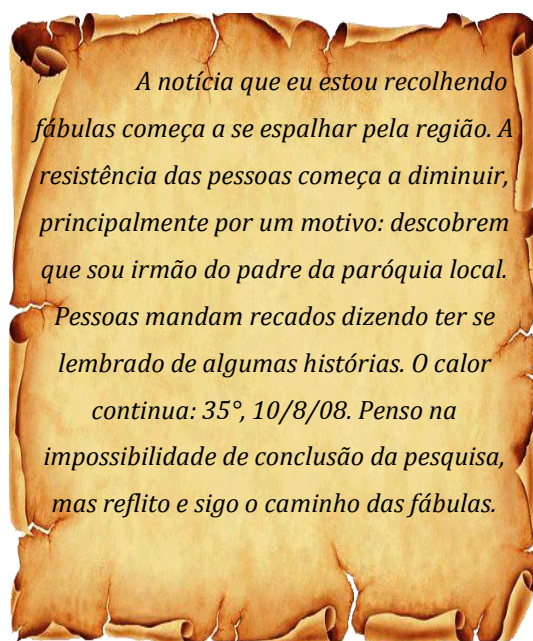 A notícia que eu estou recolhendo
fábulas começa a se espalhar pela região. A
resistência das pessoas começa a diminuir,
principalmente por um motivo: descobrem
que sou irmão do padre da paróquia local.
Pessoas mandam recados dizendo ter se
lembrado de algumas histórias. O calor
continua: 35°, 10/8/08. Penso na
impossibilidade de conclusão da pesquisa,
mas reflito e sigo o caminho das fábulas.